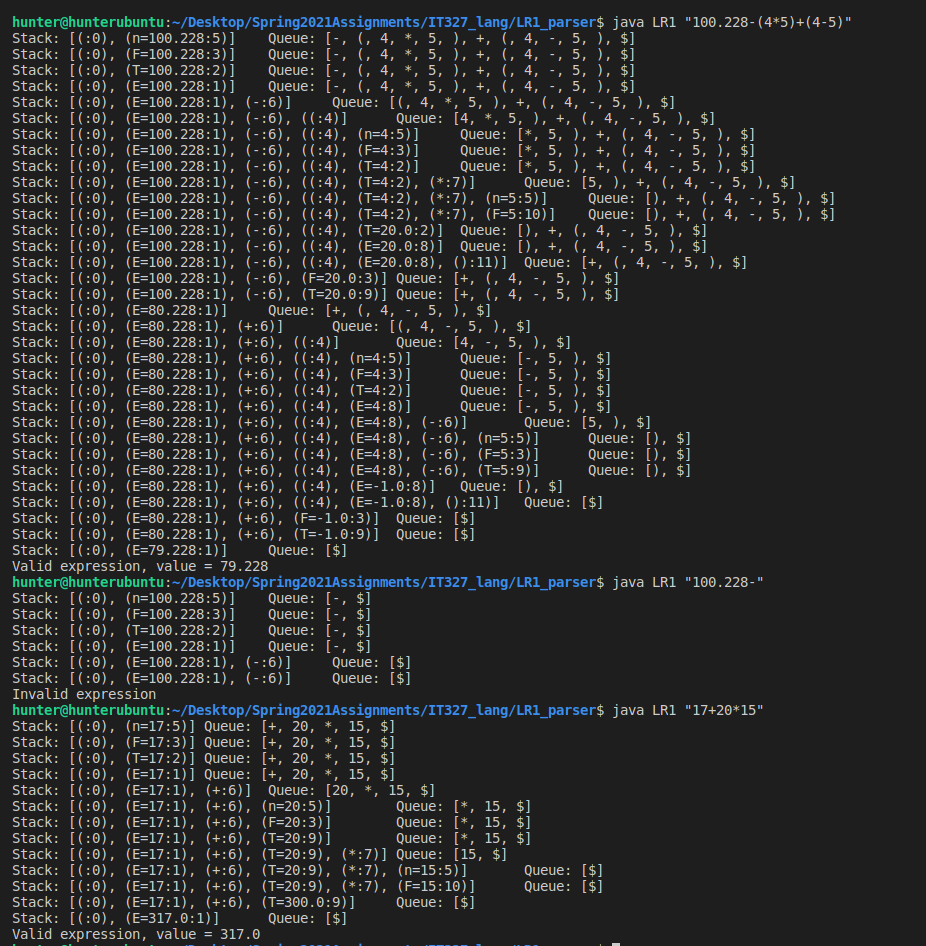 hunter@hunterubuntu:~/Desktop/Spring2021Assignments/IT327_lang/LR1_parser$ java LR1 "100.228-(4*5)+(4-5)"
Stack: [(:0), (n=100.228:5)]    Queue: [-, (, 4, *, 5, ), +, (, 4, -, 5, ), $]
Stack: [(:0), (F=100.228:3)]    Queue: [-, (, 4, *, 5, ), +, (, 4, -, 5, ), $]
Stack: [(:0), (T=100.228:2)]    Queue: [-, (, 4, *, 5, ), +, (, 4, -, 5, ), $]
Stack: [(:0), (E=100.228:1)]    Queue: [-, (, 4, *, 5, ), +, (, 4, -, 5, ), $]
Stack: [(:0), (E=100.228:1), (-:6)]     Queue: [(, 4, *, 5, ), +, (, 4, -, 5, ), $]
Stack: [(:0), (E=100.228:1), (-:6), ((:4)]      Queue: [4, *, 5, ), +, (, 4, -, 5, ), $]
Stack: [(:0), (E=100.228:1), (-:6), ((:4), (n=4:5)]     Queue: [*, 5, ), +, (, 4, -, 5, ), $]
Stack: [(:0), (E=100.228:1), (-:6), ((:4), (F=4:3)]     Queue: [*, 5, ), +, (, 4, -, 5, ), $]
Stack: [(:0), (E=100.228:1), (-:6), ((:4), (T=4:2)]     Queue: [*, 5, ), +, (, 4, -, 5, ), $]
Stack: [(:0), (E=100.228:1), (-:6), ((:4), (T=4:2), (*:7)]      Queue: [5, ), +, (, 4, -, 5, ), $]
Stack: [(:0), (E=100.228:1), (-:6), ((:4), (T=4:2), (*:7), (n=5:5)]     Queue: [), +, (, 4, -, 5, ), $]
Stack: [(:0), (E=100.228:1), (-:6), ((:4), (T=4:2), (*:7), (F=5:10)]    Queue: [), +, (, 4, -, 5, ), $]
Stack: [(:0), (E=100.228:1), (-:6), ((:4), (T=20.0:2)]  Queue: [), +, (, 4, -, 5, ), $]
Stack: [(:0), (E=100.228:1), (-:6), ((:4), (E=20.0:8)]  Queue: [), +, (, 4, -, 5, ), $]
Stack: [(:0), (E=100.228:1), (-:6), ((:4), (E=20.0:8), ():11)]  Queue: [+, (, 4, -, 5, ), $]
Stack: [(:0), (E=100.228:1), (-:6), (F=20.0:3)] Queue: [+, (, 4, -, 5, ), $]
Stack: [(:0), (E=100.228:1), (-:6), (T=20.0:9)] Queue: [+, (, 4, -, 5, ), $]
Stack: [(:0), (E=80.228:1)]     Queue: [+, (, 4, -, 5, ), $]
Stack: [(:0), (E=80.228:1), (+:6)]      Queue: [(, 4, -, 5, ), $]
Stack: [(:0), (E=80.228:1), (+:6), ((:4)]       Queue: [4, -, 5, ), $]
Stack: [(:0), (E=80.228:1), (+:6), ((:4), (n=4:5)]      Queue: [-, 5, ), $]
Stack: [(:0), (E=80.228:1), (+:6), ((:4), (F=4:3)]      Queue: [-, 5, ), $]
Stack: [(:0), (E=80.228:1), (+:6), ((:4), (T=4:2)]      Queue: [-, 5, ), $]
Stack: [(:0), (E=80.228:1), (+:6), ((:4), (E=4:8)]      Queue: [-, 5, ), $]
Stack: [(:0), (E=80.228:1), (+:6), ((:4), (E=4:8), (-:6)]       Queue: [5, ), $]
Stack: [(:0), (E=80.228:1), (+:6), ((:4), (E=4:8), (-:6), (n=5:5)]      Queue: [), $]
Stack: [(:0), (E=80.228:1), (+:6), ((:4), (E=4:8), (-:6), (F=5:3)]      Queue: [), $]
Stack: [(:0), (E=80.228:1), (+:6), ((:4), (E=4:8), (-:6), (T=5:9)]      Queue: [), $]
Stack: [(:0), (E=80.228:1), (+:6), ((:4), (E=-1.0:8)]   Queue: [), $]
Stack: [(:0), (E=80.228:1), (+:6), ((:4), (E=-1.0:8), ():11)]   Queue: [$]
Stack: [(:0), (E=80.228:1), (+:6), (F=-1.0:3)]  Queue: [$]
Stack: [(:0), (E=80.228:1), (+:6), (T=-1.0:9)]  Queue: [$]
Stack: [(:0), (E=79.228:1)]     Queue: [$]
Valid expression, value = 79.228
hunter@hunterubuntu:~/Desktop/Spring2021Assignments/IT327_lang/LR1_parser$ java LR1 "100.228-"
Stack: [(:0), (n=100.228:5)]    Queue: [-, $]
Stack: [(:0), (F=100.228:3)]    Queue: [-, $]
Stack: [(:0), (T=100.228:2)]    Queue: [-, $]
Stack: [(:0), (E=100.228:1)]    Queue: [-, $]
Stack: [(:0), (E=100.228:1), (-:6)]     Queue: [$]
Stack: [(:0), (E=100.228:1), (-:6)]     Queue: [$]
Invalid expression
hunter@hunterubuntu:~/Desktop/Spring2021Assignments/IT327_lang/LR1_parser$ java LR1 "17+20*15"
Stack: [(:0), (n=17:5)] Queue: [+, 20, *, 15, $]
Stack: [(:0), (F=17:3)] Queue: [+, 20, *, 15, $]
Stack: [(:0), (T=17:2)] Queue: [+, 20, *, 15, $]
Stack: [(:0), (E=17:1)] Queue: [+, 20, *, 15, $]
Stack: [(:0), (E=17:1), (+:6)]  Queue: [20, *, 15, $]
Stack: [(:0), (E=17:1), (+:6), (n=20:5)]        Queue: [*, 15, $]
Stack: [(:0), (E=17:1), (+:6), (F=20:3)]        Queue: [*, 15, $]
Stack: [(:0), (E=17:1), (+:6), (T=20:9)]        Queue: [*, 15, $]
Stack: [(:0), (E=17:1), (+:6), (T=20:9), (*:7)] Queue: [15, $]
Stack: [(:0), (E=17:1), (+:6), (T=20:9), (*:7), (n=15:5)]       Queue: [$]
Stack: [(:0), (E=17:1), (+:6), (T=20:9), (*:7), (F=15:10)]      Queue: [$]
Stack: [(:0), (E=17:1), (+:6), (T=300.0:9)]     Queue: [$]
Stack: [(:0), (E=317.0:1)]      Queue: [$]
Valid expression, value = 317.0